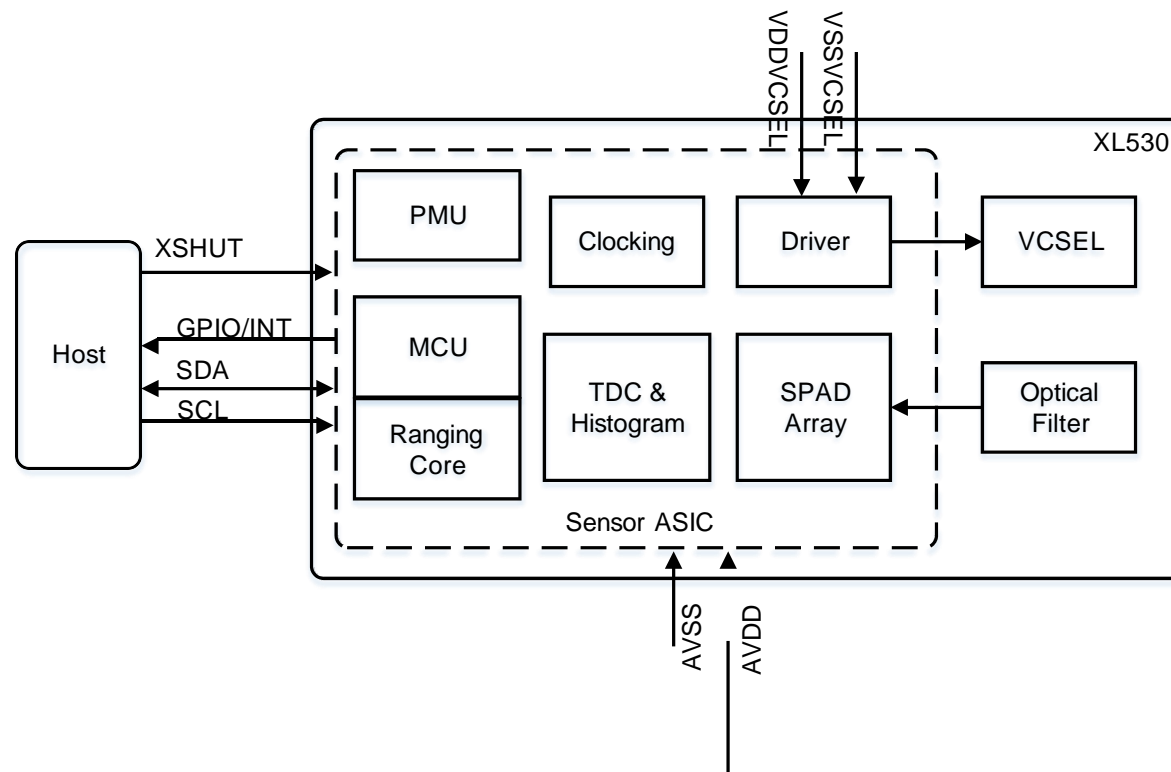 VDDVCSEL
VSSVCSEL
XL530
PMU
Clocking
Driver
VCSEL
XSHUT
GPIO/INT
Host
SDA
SCL
MCU
Ranging
Core
TDC &
Histogram
SPAD
Array
Optical
Filter
Sensor ASIC
AVSS
AVDD